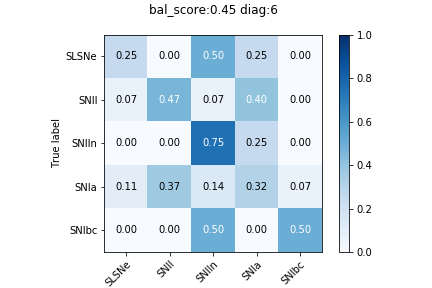 bal_score:0.45 diag:6
True label
SLSNe 0.25 0.00 0.50 0.25 0.00
SNII 0.07 0.47 0.07 0.40 0.00
SNIIn 0.00 0.00 0.75 0.25 0.00
SNIa 0.11 0.37 0.14 0.32 0.07
SNIbc 0.00 0.00 0.50 0.00 0.50
SLSNe SNII SNIIn SNIa SNIbc
1.0
0.8
0.6
0.4
0.2
0.0